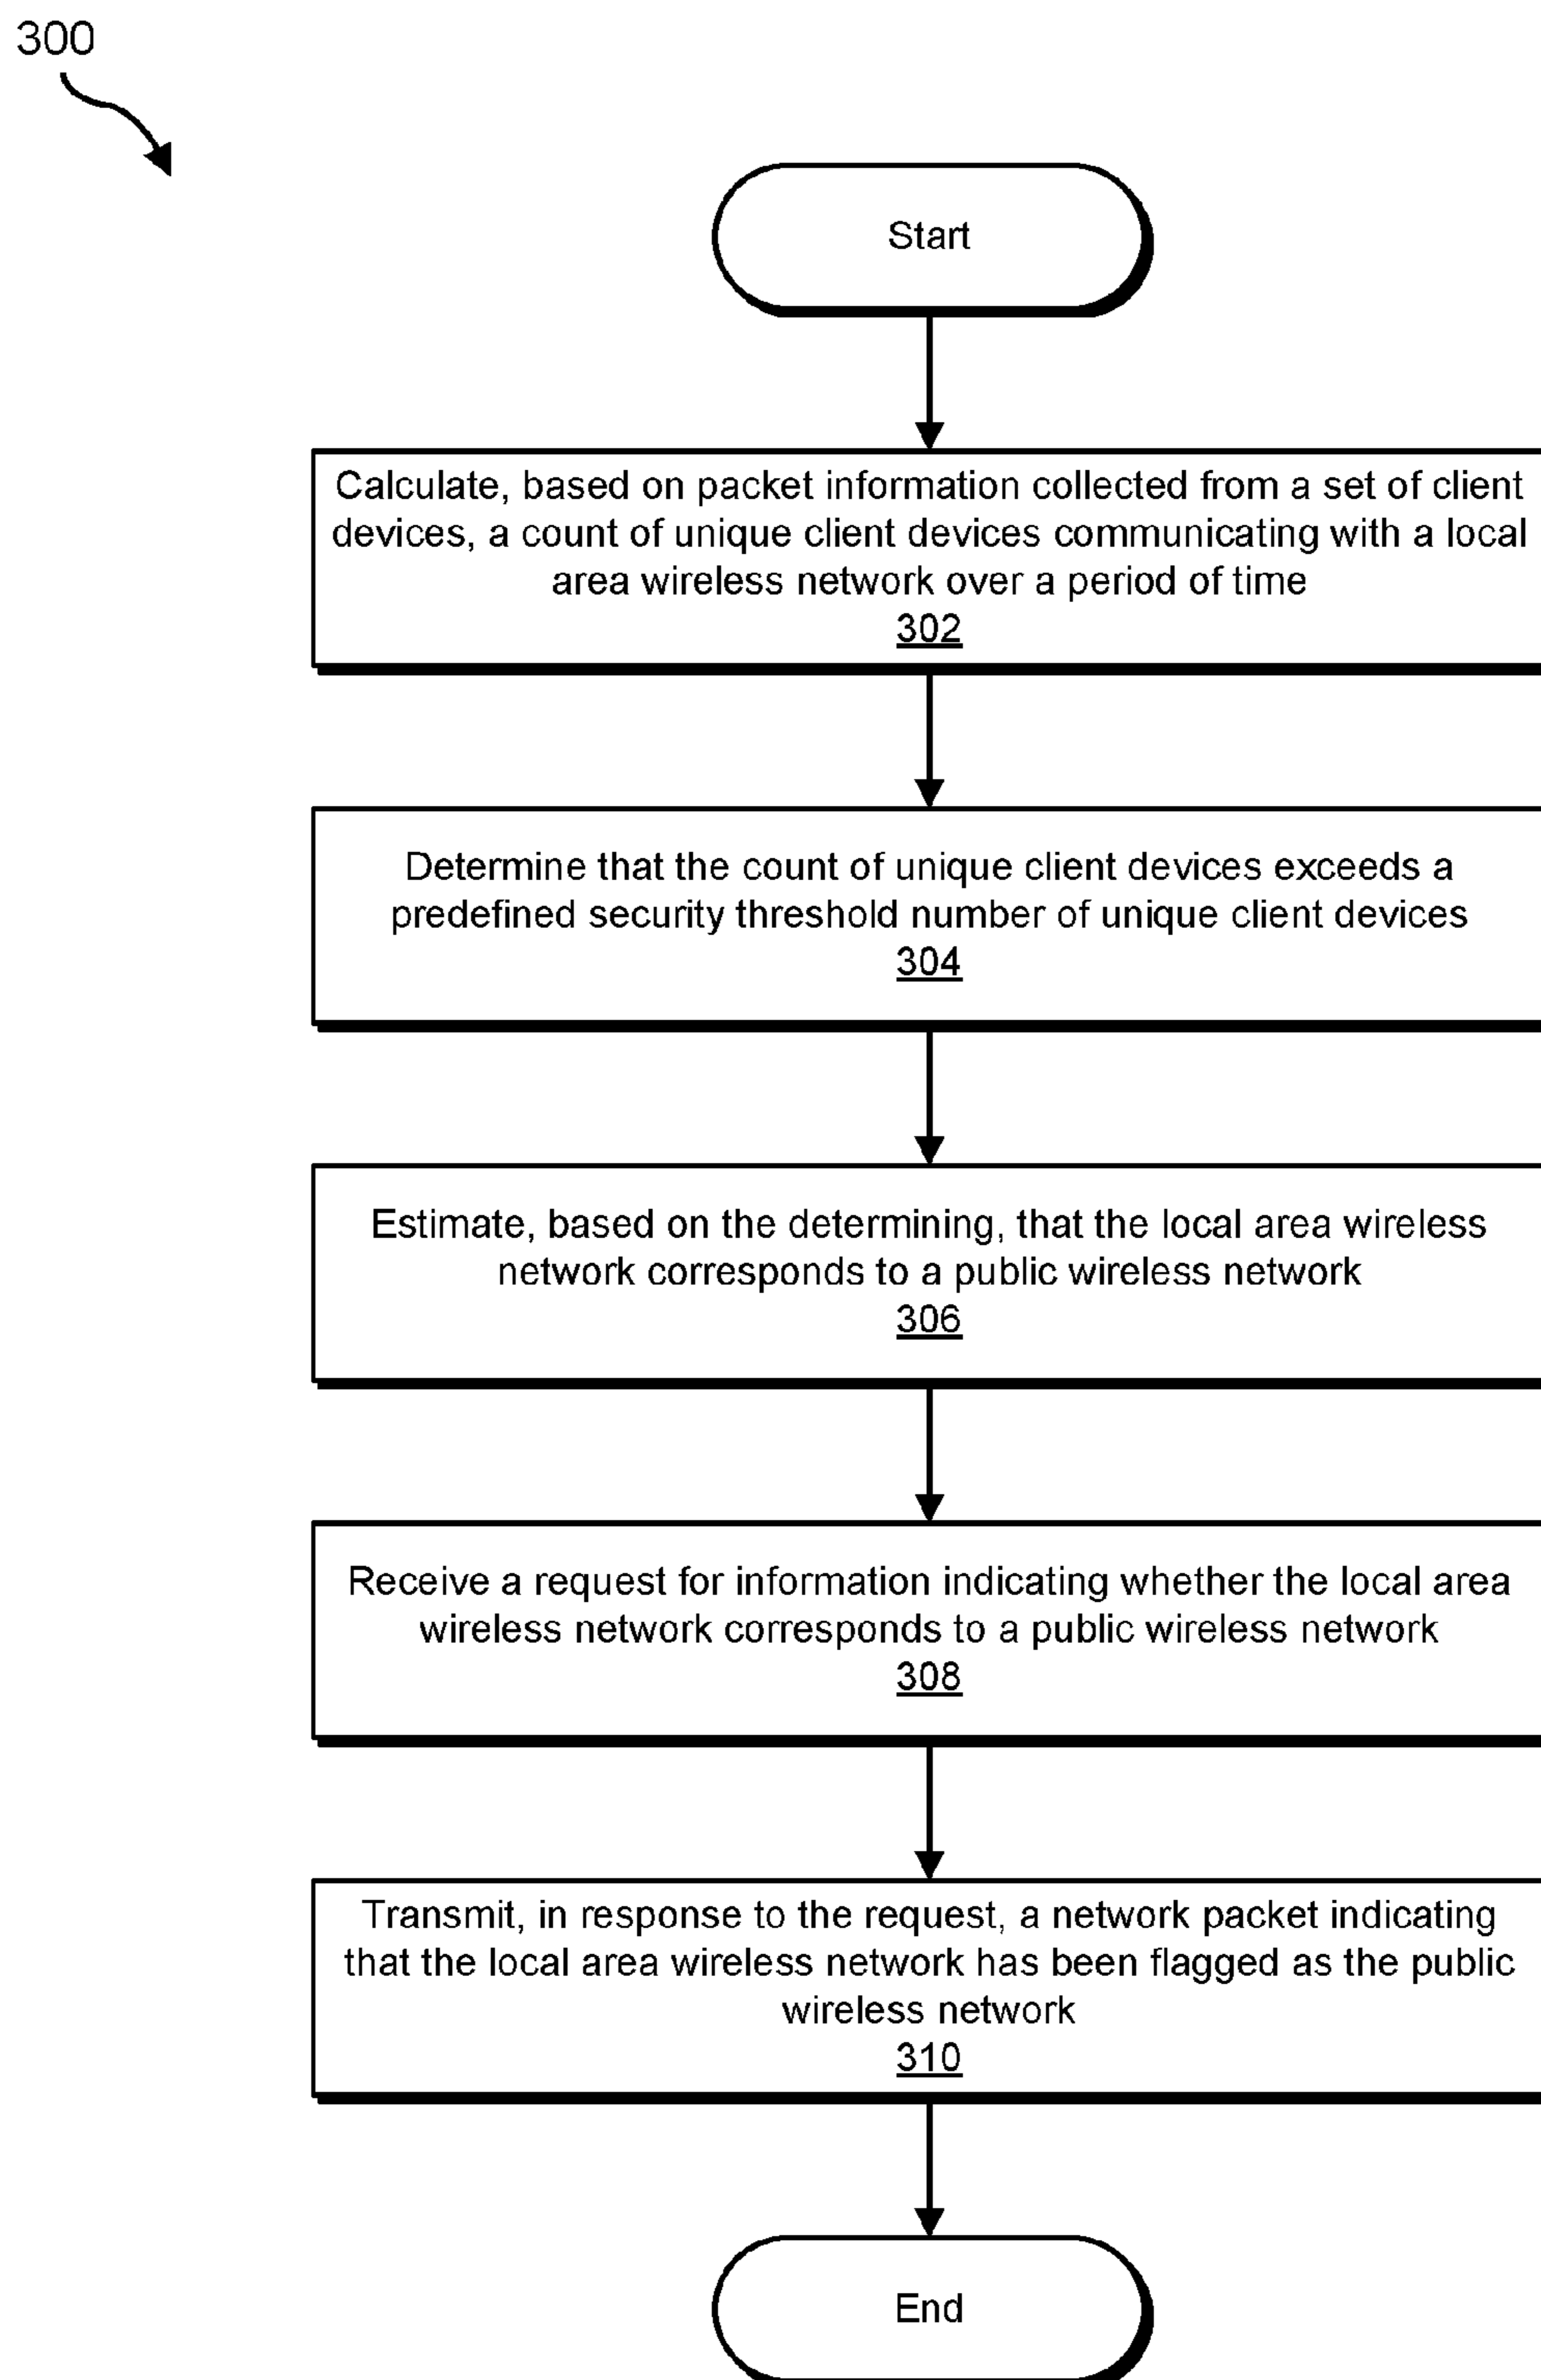 300
Start
Calculate, based on packet information collected from a set of client
devices, a count of unique client devices communicating with a local
area wireless network over a period of time
302
Determine that the count of unique client devices exceeds a
predefined security threshold number of unique client devices
304
Estimate, based on the determining, that the local area wireless
network corresponds to a public wireless network
306
Receive a request for information indicating whether the local area
wireless network corresponds to a public wireless network
308
Transmit, in response to the request, a network packet indicating
that the local area wireless network has been flagged as the public
wireless network
310
End